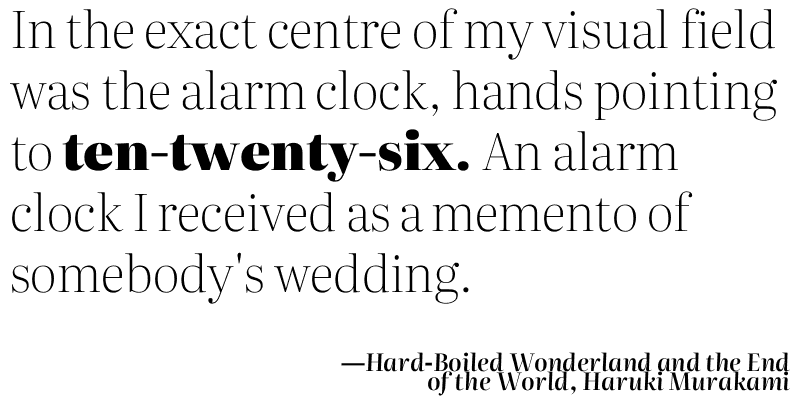 In the exact centre of my visual field
was the alarm clock, hands pointing
to ten-twenty-six. An alarm
clock I received as a memento of
somebody's wedding.
—Hard-Boiled Wonderland and the End
of the World, Haruki Murakami